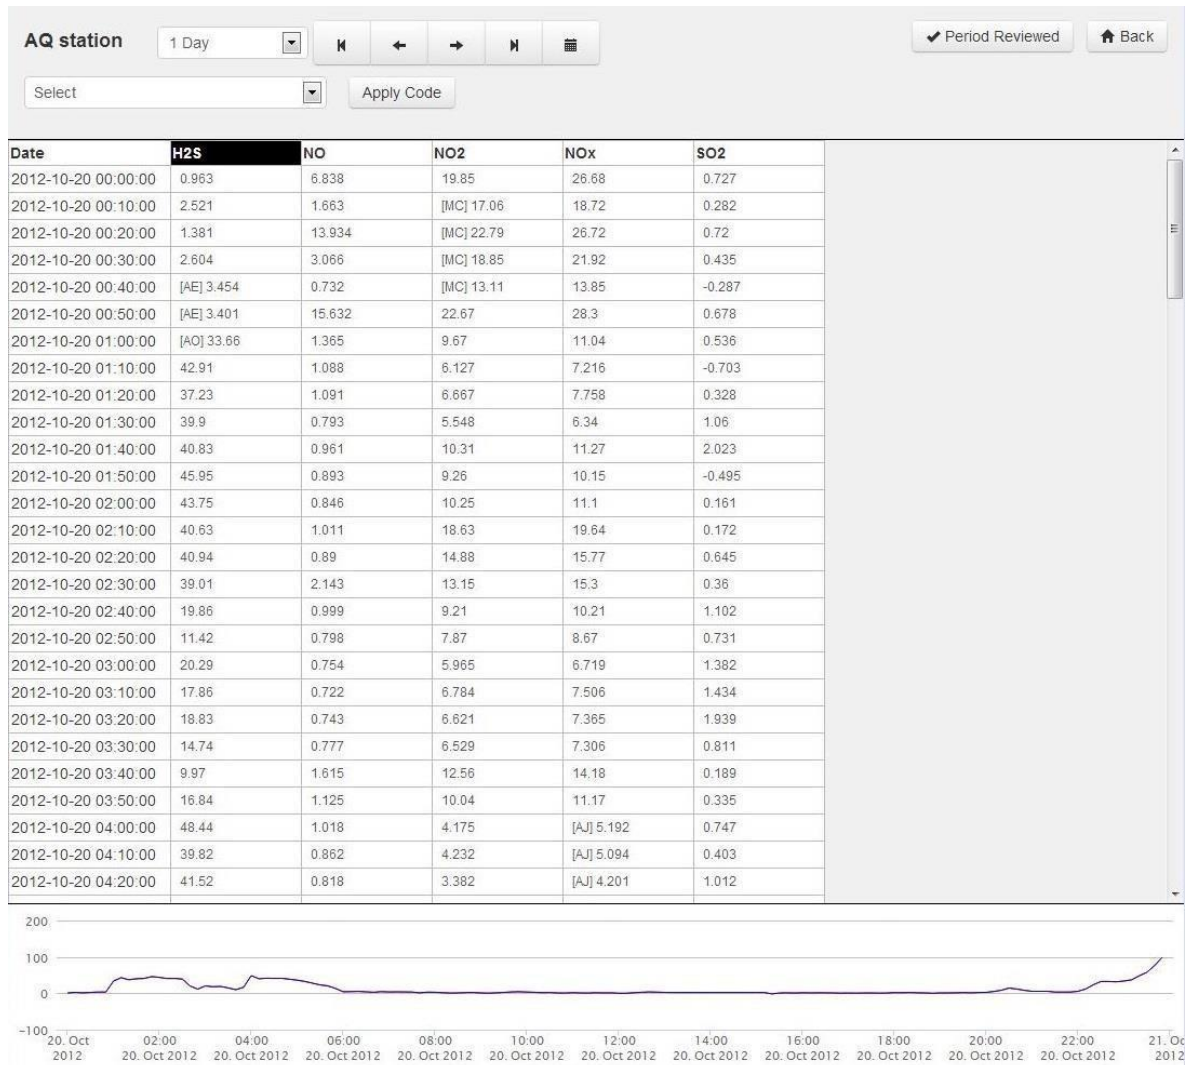 AQ station 1 Day Period Reviewed Back
Select Apply Code
Date H2S NO NO2 NOx SO2
2012-10-20 00:00:00 0.963 6.838 19.85 26.68 0.727
2012-10-20 00:10:00 2.521 1.663 [MC] 17.06 18.72 0.282
2012-10-20 00:20:00 1.381 13.934 [MC] 22.79 26.72 0.72
2012-10-20 00:30:00 2.604 3.066 [MC] 18.85 21.92 0.435
2012-10-20 00:40:00 [AE] 3.454 0.732 [MC] 13.11 13.85 -0.287
2012-10-20 00:50:00 [AE] 3.401 15.632 22.67 28.3 0.678
2012-10-20 01:00:00 [AO] 33.66 1.365 9.67 11.04 0.536
2012-10-20 01:10:00 42.91 1.088 6.127 7.216 -0.703
2012-10-20 01:20:00 37.23 1.091 6.667 7.758 0.328
2012-10-20 01:30:00 39.9 0.793 5.548 6.34 1.06
2012-10-20 01:40:00 40.83 0.961 10.31 11.27 2.023
2012-10-20 01:50:00 45.95 0.893 9.26 10.15 -0.495
2012-10-20 02:00:00 43.75 0.846 10.25 11.1 0.161
2012-10-20 02:10:00 40.63 1.011 18.63 19.64 0.172
2012-10-20 02:20:00 40.94 0.89 14.88 15.77 0.645
2012-10-20 02:30:00 39.01 2.143 13.15 15.3 0.36
2012-10-20 02:40:00 19.86 0.999 9.21 10.21 1.102
2012-10-20 02:50:00 11.42 0.798 7.87 8.67 0.731
2012-10-20 03:00:00 20.29 0.754 5.965 6.719 1.382
2012-10-20 03:10:00 17.86 0.722 6.784 7.506 1.434
2012-10-20 03:20:00 18.83 0.743 6.621 7.365 1.939
2012-10-20 03:30:00 14.74 0.777 6.529 7.306 0.811
2012-10-20 03:40:00 9.97 1.615 12.56 14.18 0.189
2012-10-20 03:50:00 16.84 1.125 10.04 11.17 0.335
2012-10-20 04:00:00 48.44 1.018 4.175 [AJ] 5.192 0.747
2012-10-20 04:10:00 39.82 0.862 4.232 [AJ] 5.094 0.403
2012-10-20 04:20:00 41.52 0.818 3.382 [AJ] 4.201 1.012
200
100
0
-100
20. Oct 02:00 04:00 06:00 08:00 10:00 12:00 14:00 16:00 18:00 20:00 22:00 21. Oc
2012 20. Oct 2012 20. Oct 2012 20. Oct 2012 20. Oct 2012 20. Oct 2012 20. Oct 2012 20. Oct 2012 20. Oct 2012 20. Oct 2012 20. Oct 2012 20. Oct 2012 2012